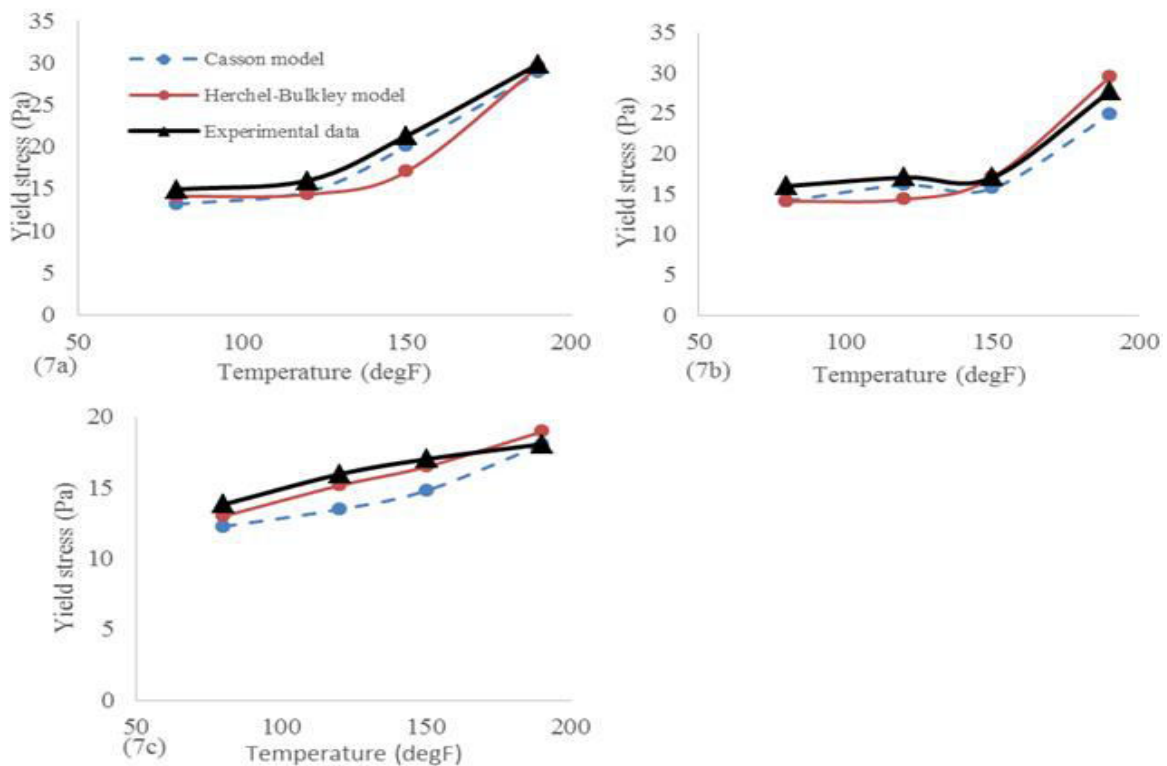 35
30
25
20
15
10
5
0
Yield stress (Pa)
Casson model
Herchel-Bulkley model
Experimental data
50
100
150
200
(7a)
Temperature (degF)
35
30
25
20
15
10
5
0
Yield stress (Pa)
50
100
150
200
(7b)
Temperature (degF)
20
15
10
5
0
Yield stress (Pa)
50
100
150
200
(7c)
Temperature (degF)